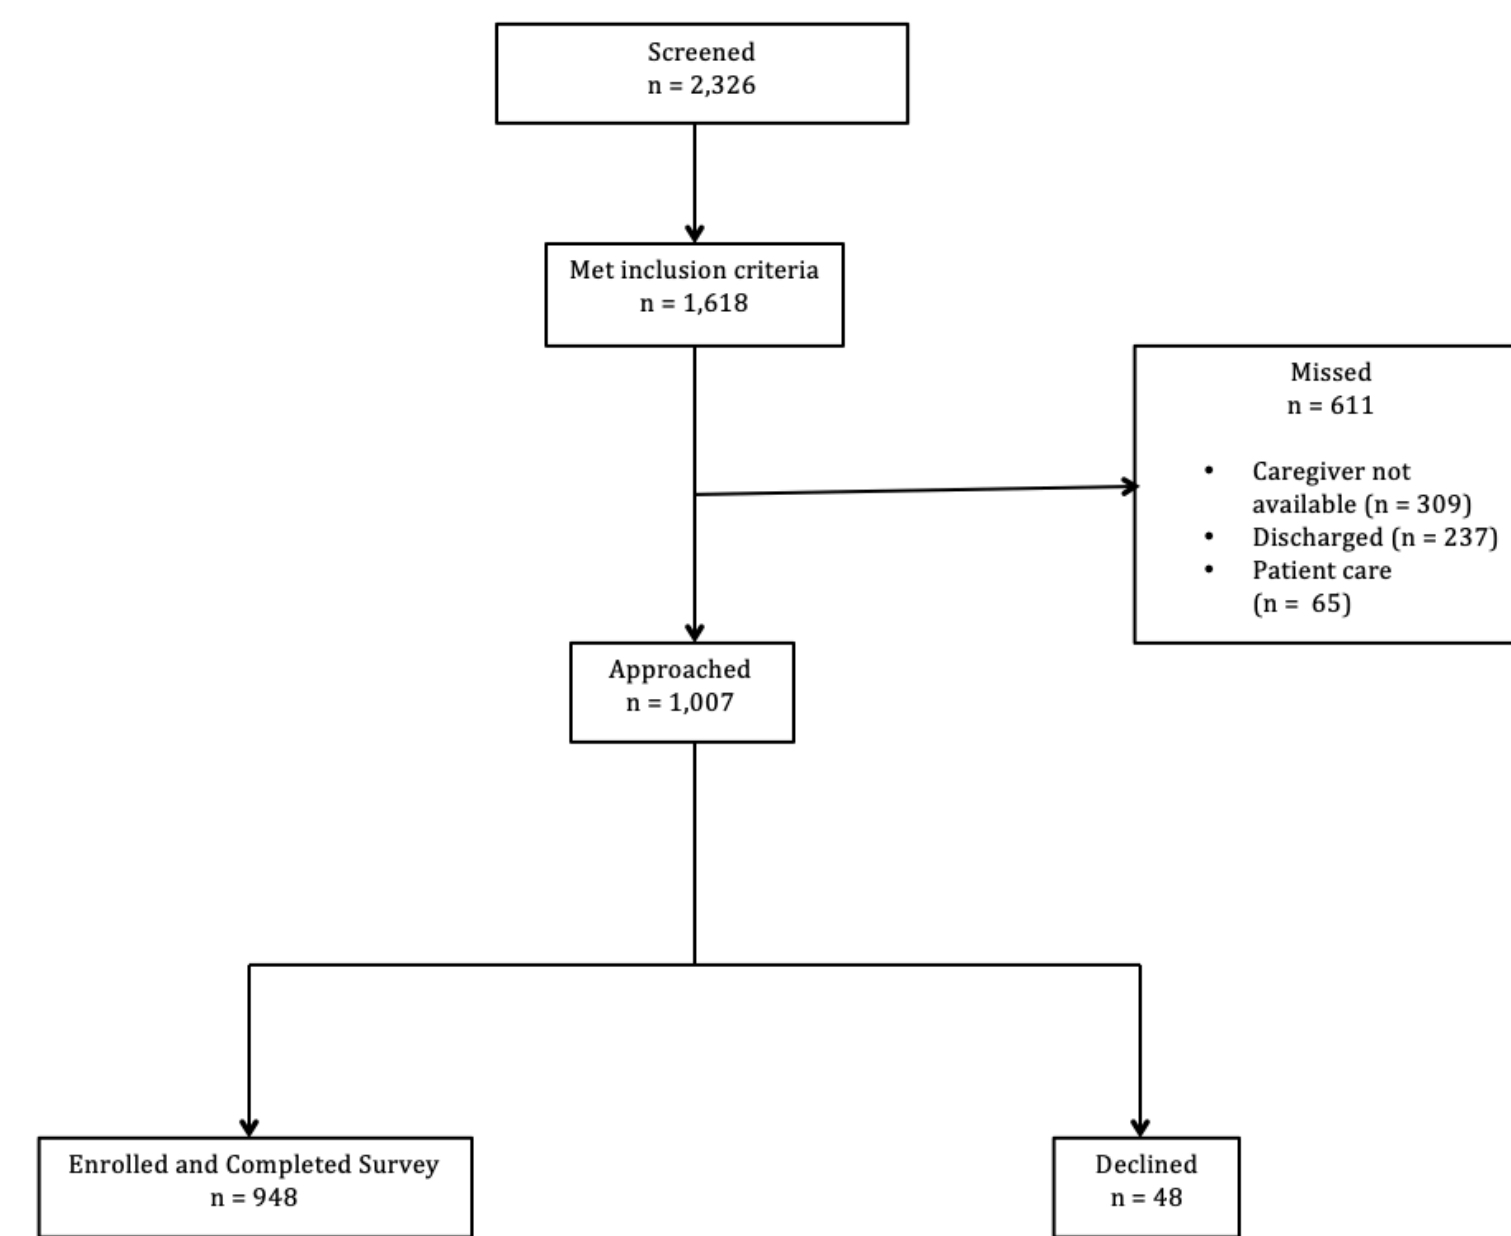 Screened
n = 2,326
Met inclusion criteria
n = 1,618
Missed
n = 611
• Caregiver not
available (n = 309)
• Discharged (n = 237)
• Patient care
(n =  65)
Approached
n = 1,007
Enrolled and Completed Survey
n = 948
Declined
n = 48